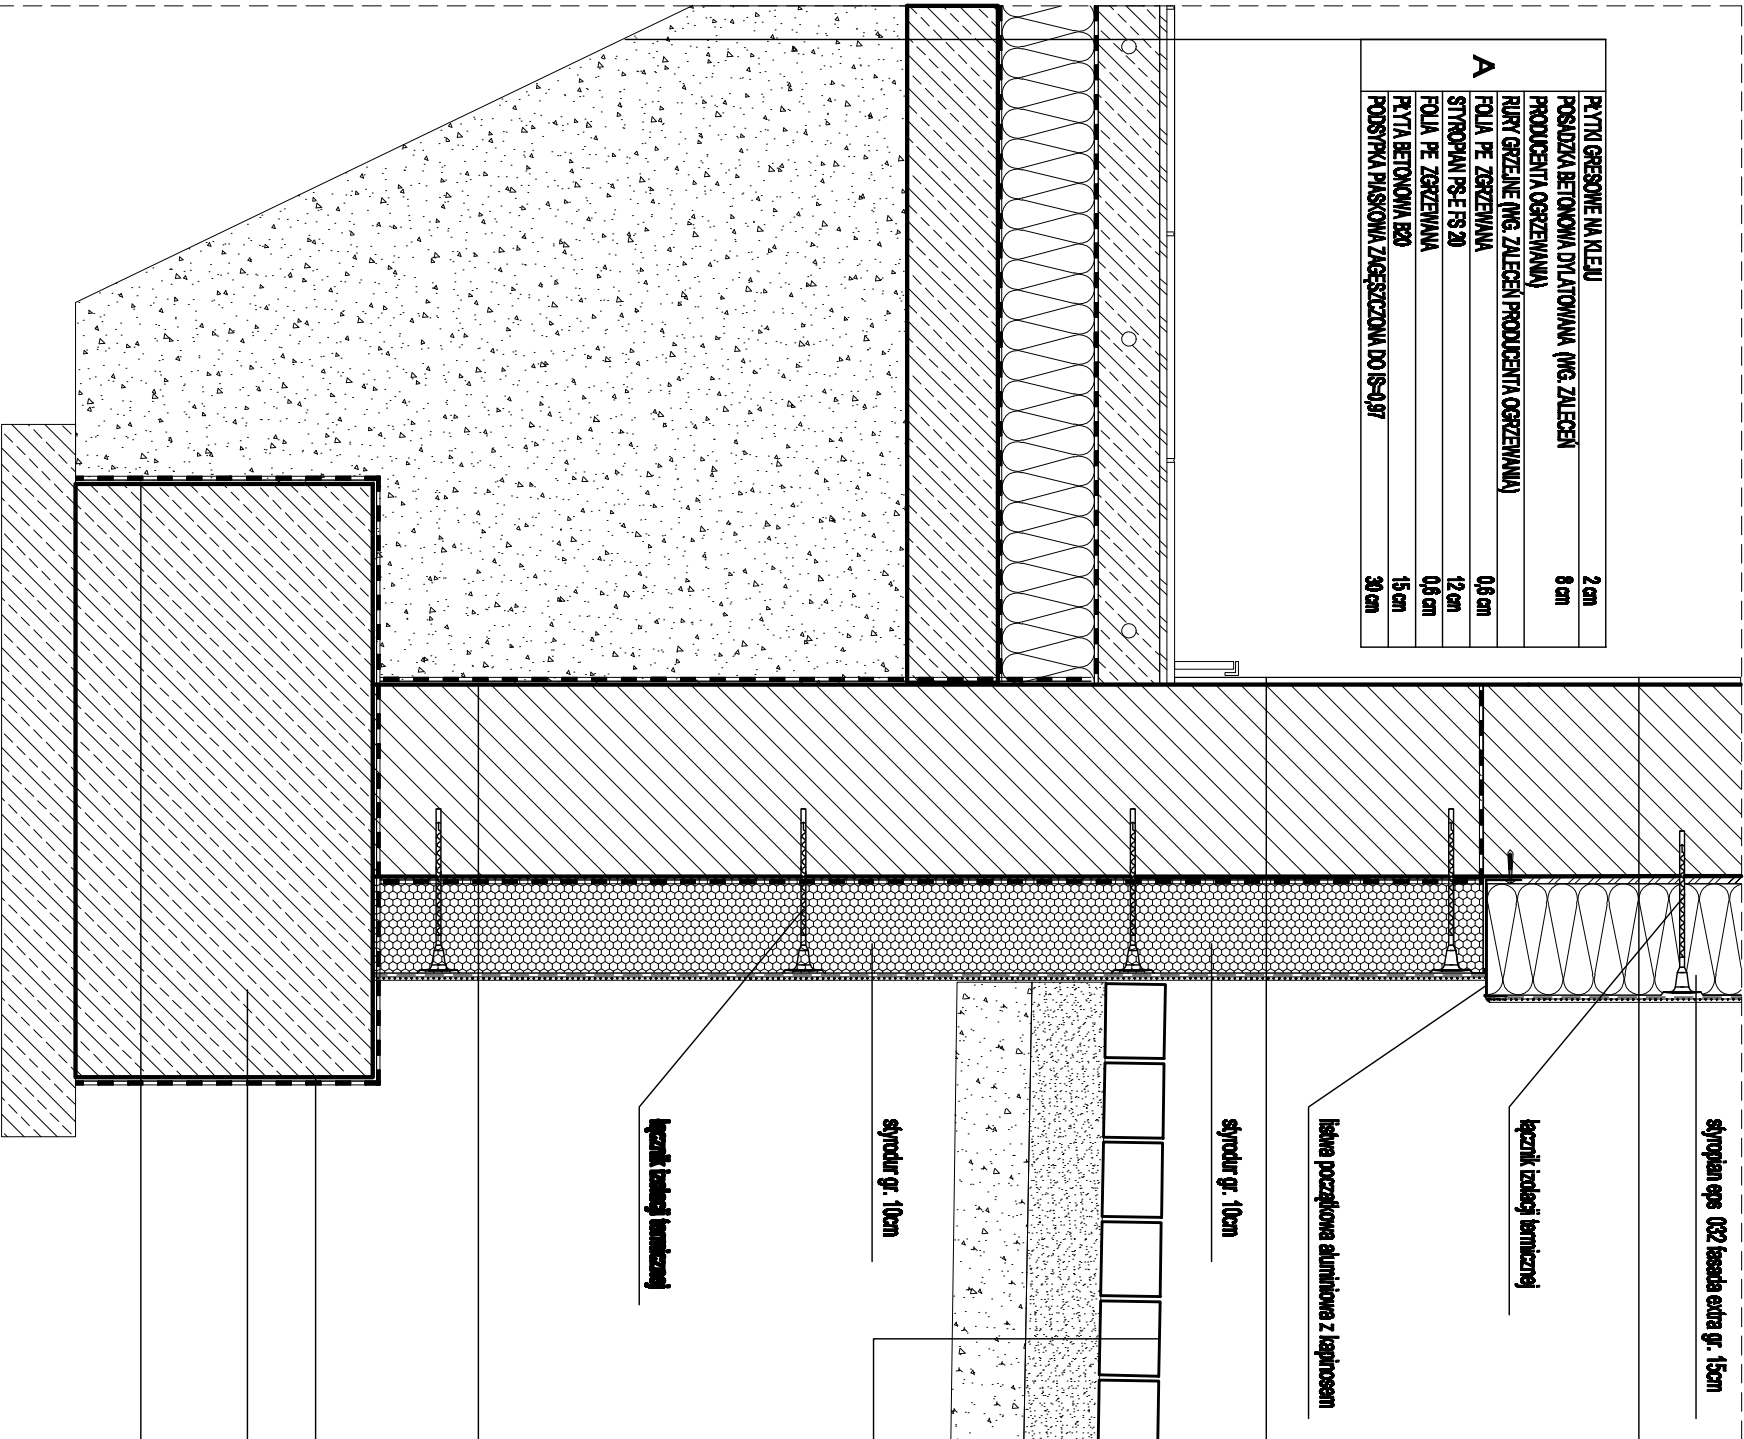 A
PŁYTKI GRESOWE NA KLEJU 2 cm
POSADZKA BETONOWA DYLATOWANA (WG. ZALECEŃ 8 cm
PRODUCENTA OGRZEWANIA)
RURY GRZEJNE (WG. ZALECEŃ PRODUCENTA OGRZEWANIA)
FOLIA PE ZGRZEWANA 0,6 cm
STYROPIAN PS-E FS 20 12 cm
FOLIA PE ZGRZEWANA 0,6 cm
PŁYTA BETONOWA B20 15 cm
PODSYPKA PIASKOWA ZAGĘSZCZONA DO IS=0,97 30 cm
styropian eps 032 fasada extra gr. 15cm
łącznik izolacji termicznej
listwa początkowa aluminiowa z kapinosem
styrodur gr. 10cm
styrodur gr. 10cm
łącznik izolacji termicznej